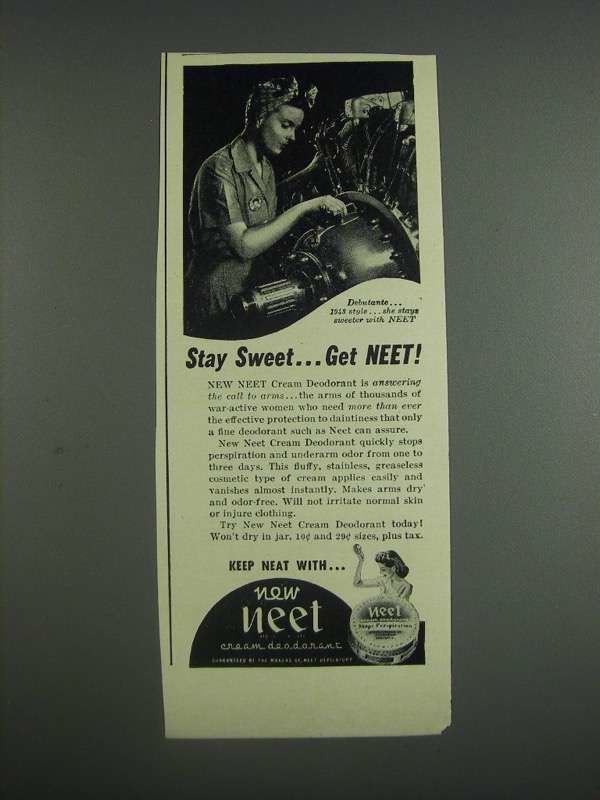 Debutante...
1943 style...she stays
sweeter with NEET
Stay Sweet...Get NEET!
NEW NEET Cream Deodorant is answering
the call to arms...the arms of thousands of
war-active women who need more than ever
the effective protection to daintiness that only
a fine deodorant such as Neet can assure.
New Neet Cream Deodorant quickly stops
perspiration and underarm odor from one to
three days. This fluffy, stainless, greaseless
cosmetic type of cream applies easily and
vanishes almost instantly. Makes arms dry
and odor-free. Will not irritate normal skin
or injure clothing.
Try New Neet Cream Deodorant today!
Won't dry in jar. 10¢ and 29¢ sizes, plus tax.
KEEP NEAT WITH...
new
neet
cream deodorant
GUARANTEED BY THE MAKERS OF NEET DEPILATORY
neet
cream deodorant
Stops Perspiration